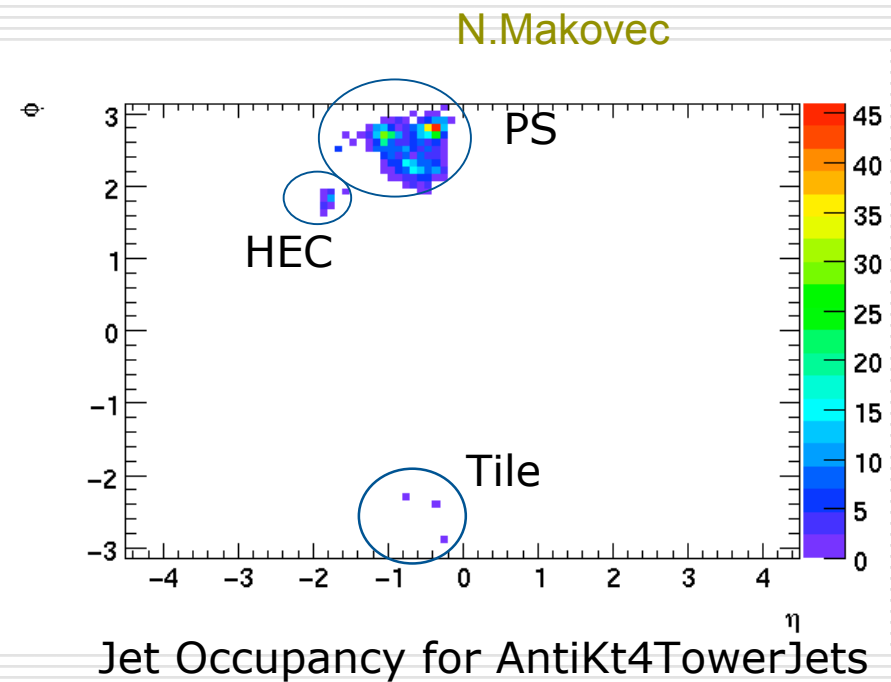 N.Makovec
ϕ
3
2
1
0
−1
−2
−3
PS
HEC
Tile
45
40
35
30
25
20
15
10
5
0
−4 −3 −2 −1 0 1 2 3 4
η
Jet Occupancy for AntiKt4TowerJets